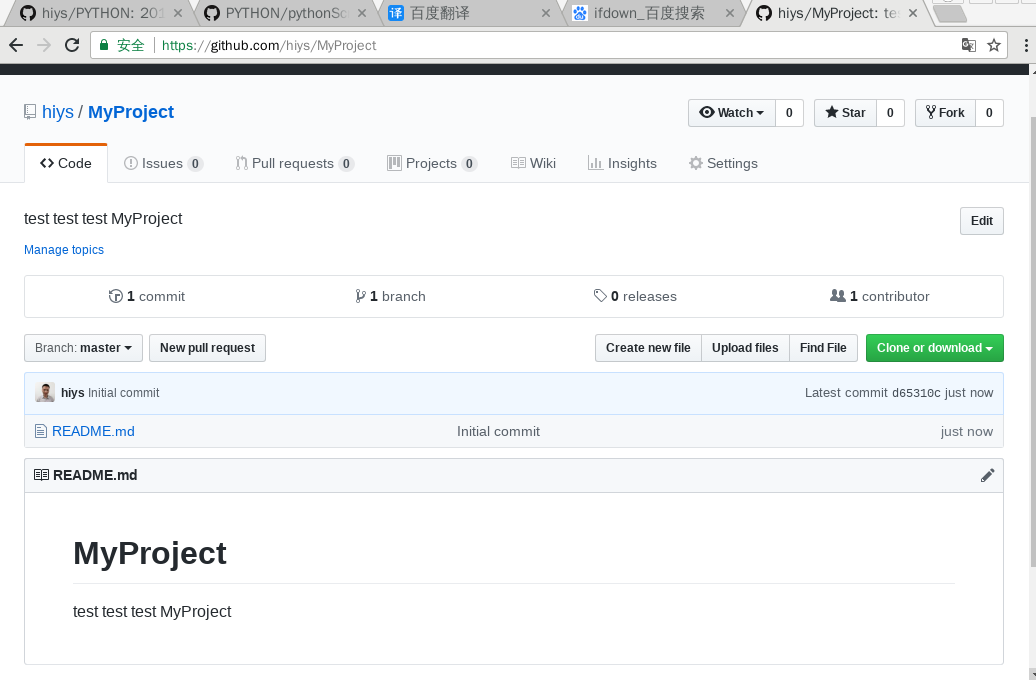 hiys/PYTHON: 201
PYTHON/pythonSc
译 百度翻译
ifdown_百度搜索
hiys/MyProject: te
安全 https://github.com/hiys/MyProject
hiys / MyProject
Watch 0
Star 0
Fork 0
<> Code
Issues 0
Pull requests 0
Projects 0
Wiki
Insights
Settings
test test test MyProject
Edit
Manage topics
1 commit
1 branch
0 releases
1 contributor
Branch: master
New pull request
Create new file
Upload files
Find File
Clone or download
hiys Initial commit
Latest commit d65310c just now
README.md
Initial commit
just now
README.md
MyProject
test test test MyProject